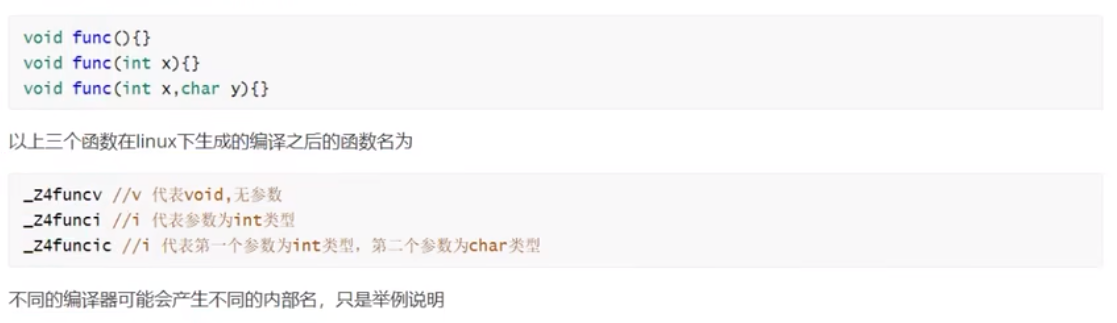 void func(){}
void func(int x){}
void func(int x,char y){}
以上三个函数在linux下生成的编译之后的函数名为
_Z4funcv //v 代表void,无参数
_Z4funci //i 代表参数为int类型
_Z4funcic //i 代表第一个参数为int类型，第二个参数为char类型
不同的编译器可能会产生不同的内部名，只是举例说明